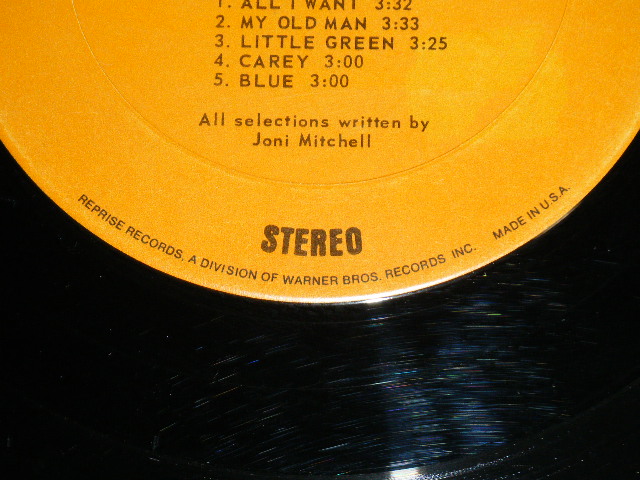 1. ALL I WANT 3:32
2. MY OLD MAN 3:33
3. LITTLE GREEN 3:25
4. CAREY 3:00
5. BLUE 3:00
All selections written by
Joni Mitchell
STEREO
REPRISE RECORDS, A DIVISION OF WARNER BROS. RECORDS INC. MADE IN U.S.A.